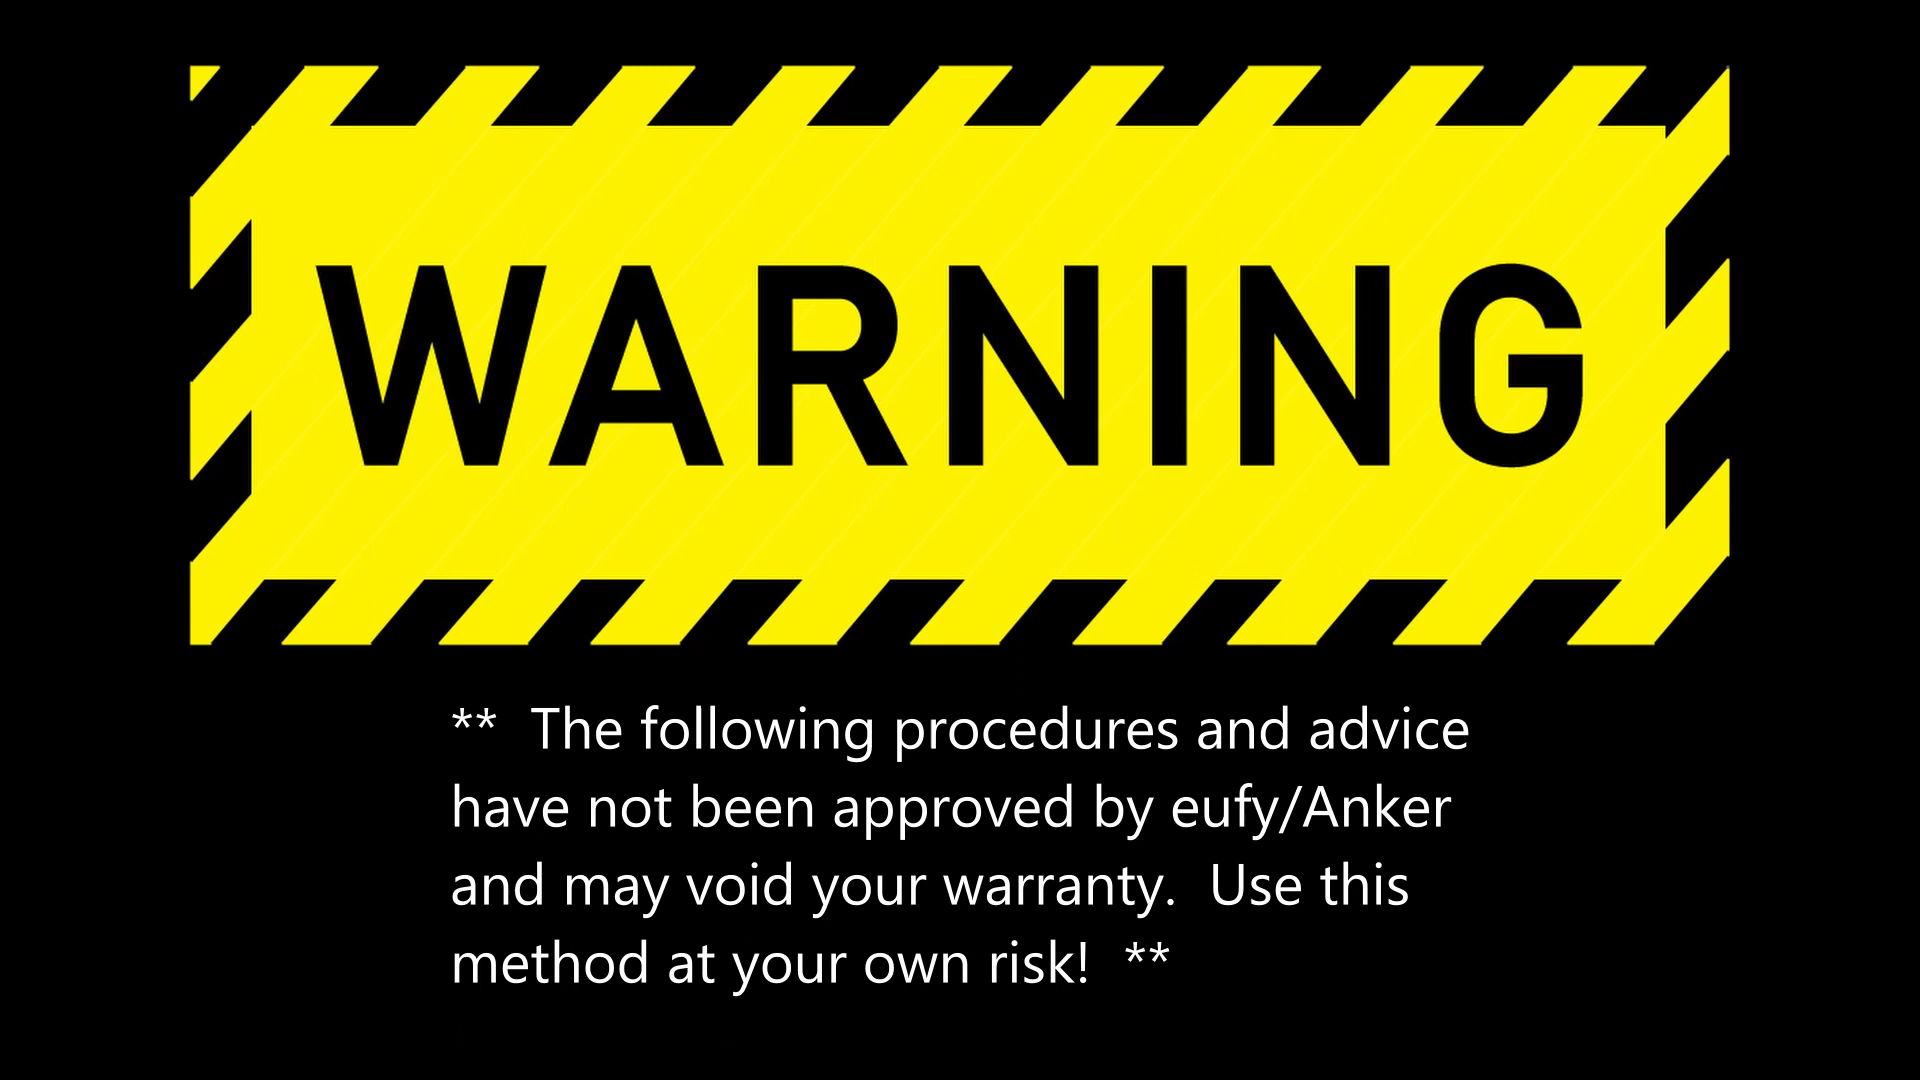 WARNING
**  The following procedures and advice
have not been approved by eufy/Anker
and may void your warranty.  Use this
method at your own risk!  **